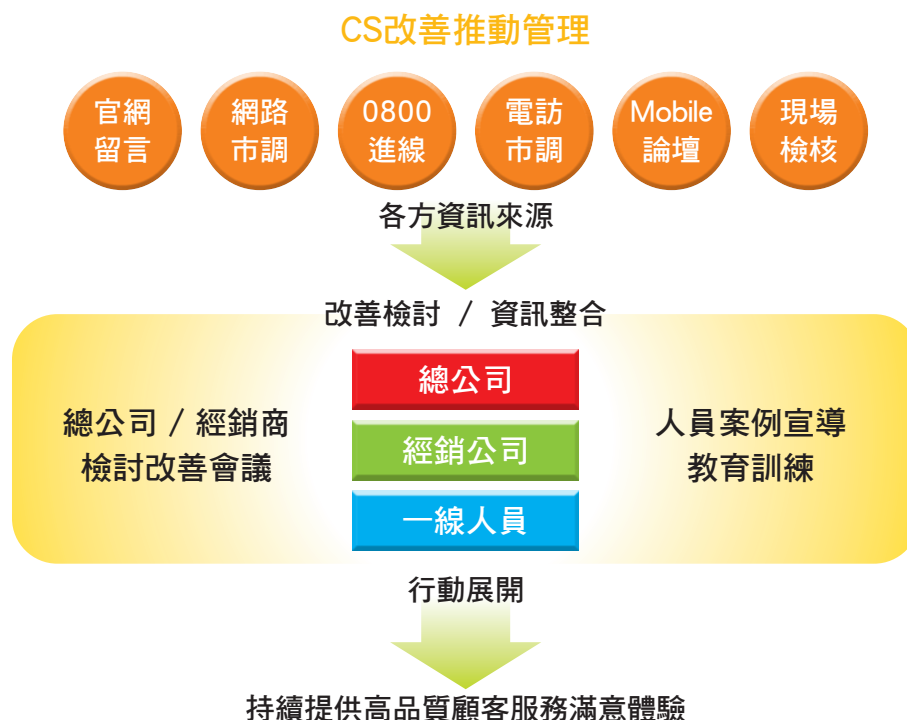 CS改善推動管理
官網
留言
網路
市調
0800
進線
電訪
市調
Mobile
論壇
現場
檢核
各方資訊來源
改善檢討 / 資訊整合
總公司 / 經銷商
檢討改善會議
總公司
經銷公司
一線人員
人員案例宣導
教育訓練
行動展開
持續提供高品質顧客服務滿意體驗